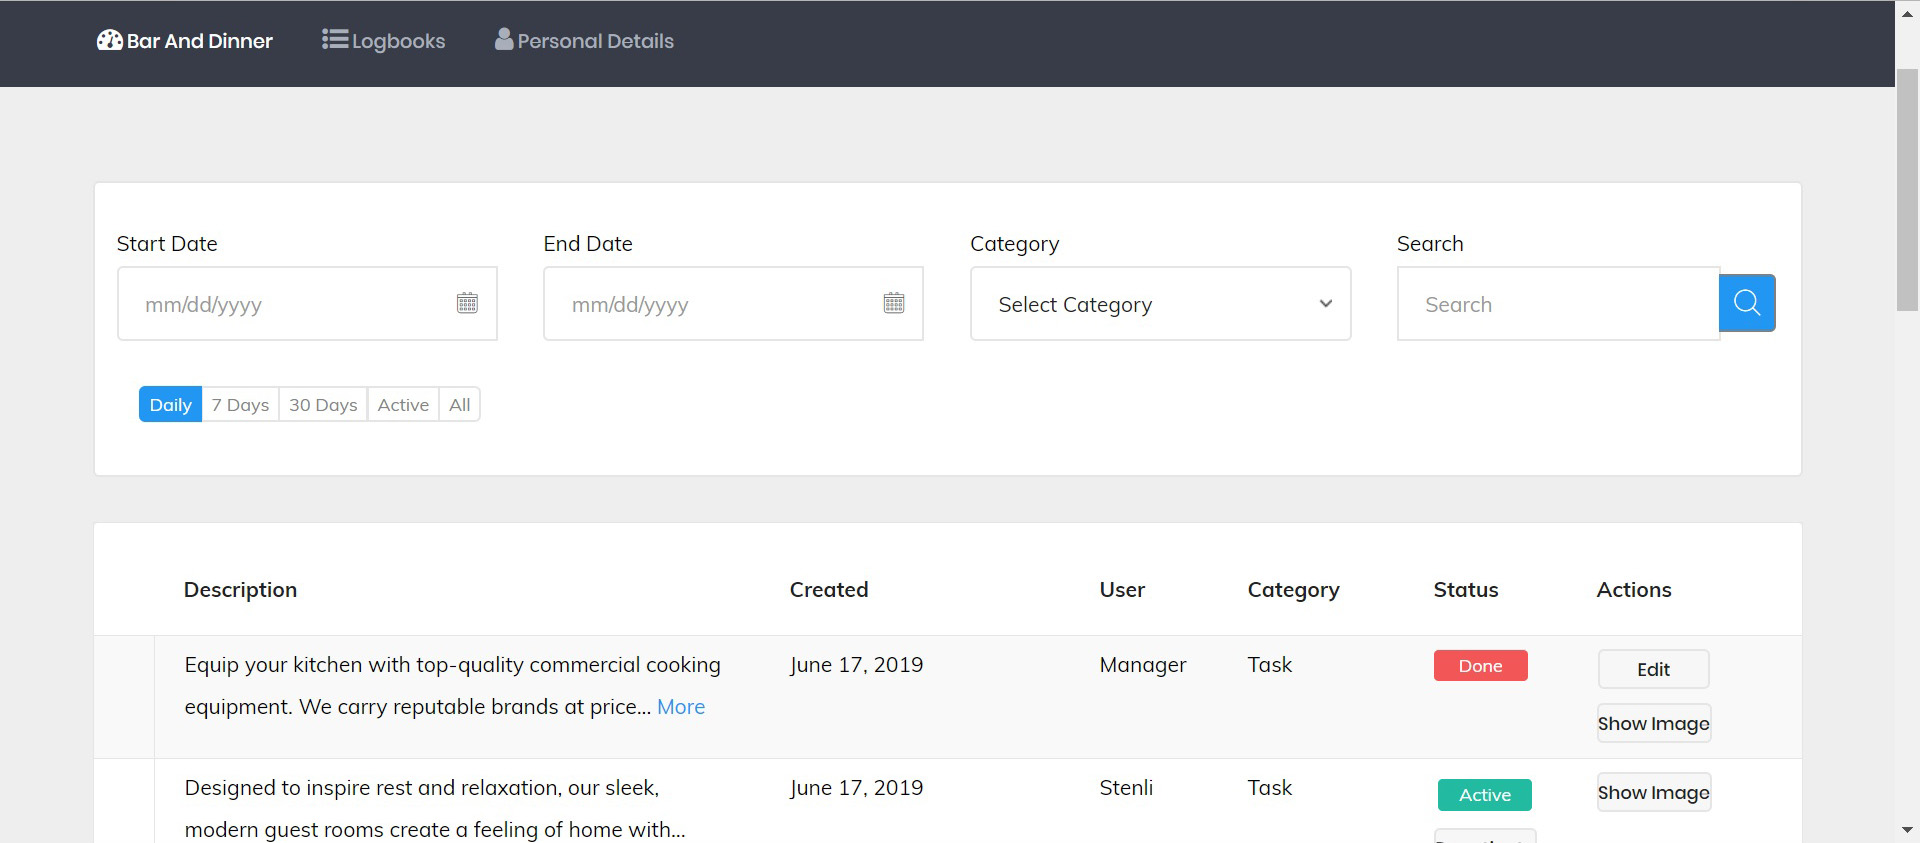 Bar And Dinner Logbooks Personal Details
Start Date End Date Category Search
mm/dd/yyyy mm/dd/yyyy Select Category Search
Daily 7 Days 30 Days Active All
Description Created User Category Status Actions
Equip your kitchen with top-quality commercial cooking June 17, 2019 Manager Task Done Edit
equipment. We carry reputable brands at price... More Show Image
Designed to inspire rest and relaxation, our sleek, June 17, 2019 Stenli Task Active Show Image
modern guest rooms create a feeling of home with...